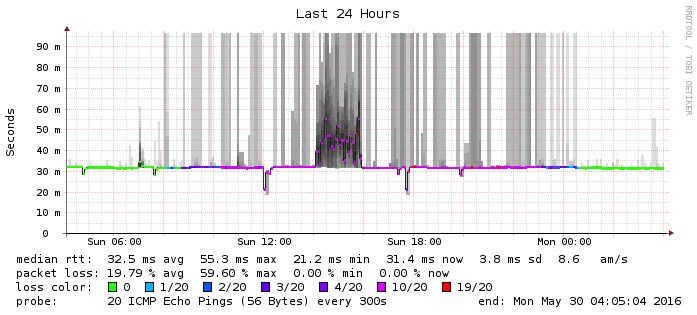 Last 24 Hours
RRDTOOL / TOBI OETIKER
Seconds
90 m
80 m
70 m
60 m
50 m
40 m
30 m
20 m
10 m
0
Sun 06:00 Sun 12:00 Sun 18:00 Mon 00:00
median rtt: 32.5 ms avg 55.3 ms max 21.2 ms min 31.4 ms now 3.8 ms sd 8.6 am/s
packet loss: 19.79 % avg 59.60 % max 0.00 % min 0.00 % now
loss color: 0 1/20 2/20 3/20 4/20 10/20 19/20
probe: 20 ICMP Echo Pings (56 Bytes) every 300s end: Mon May 30 04:05:04 2016